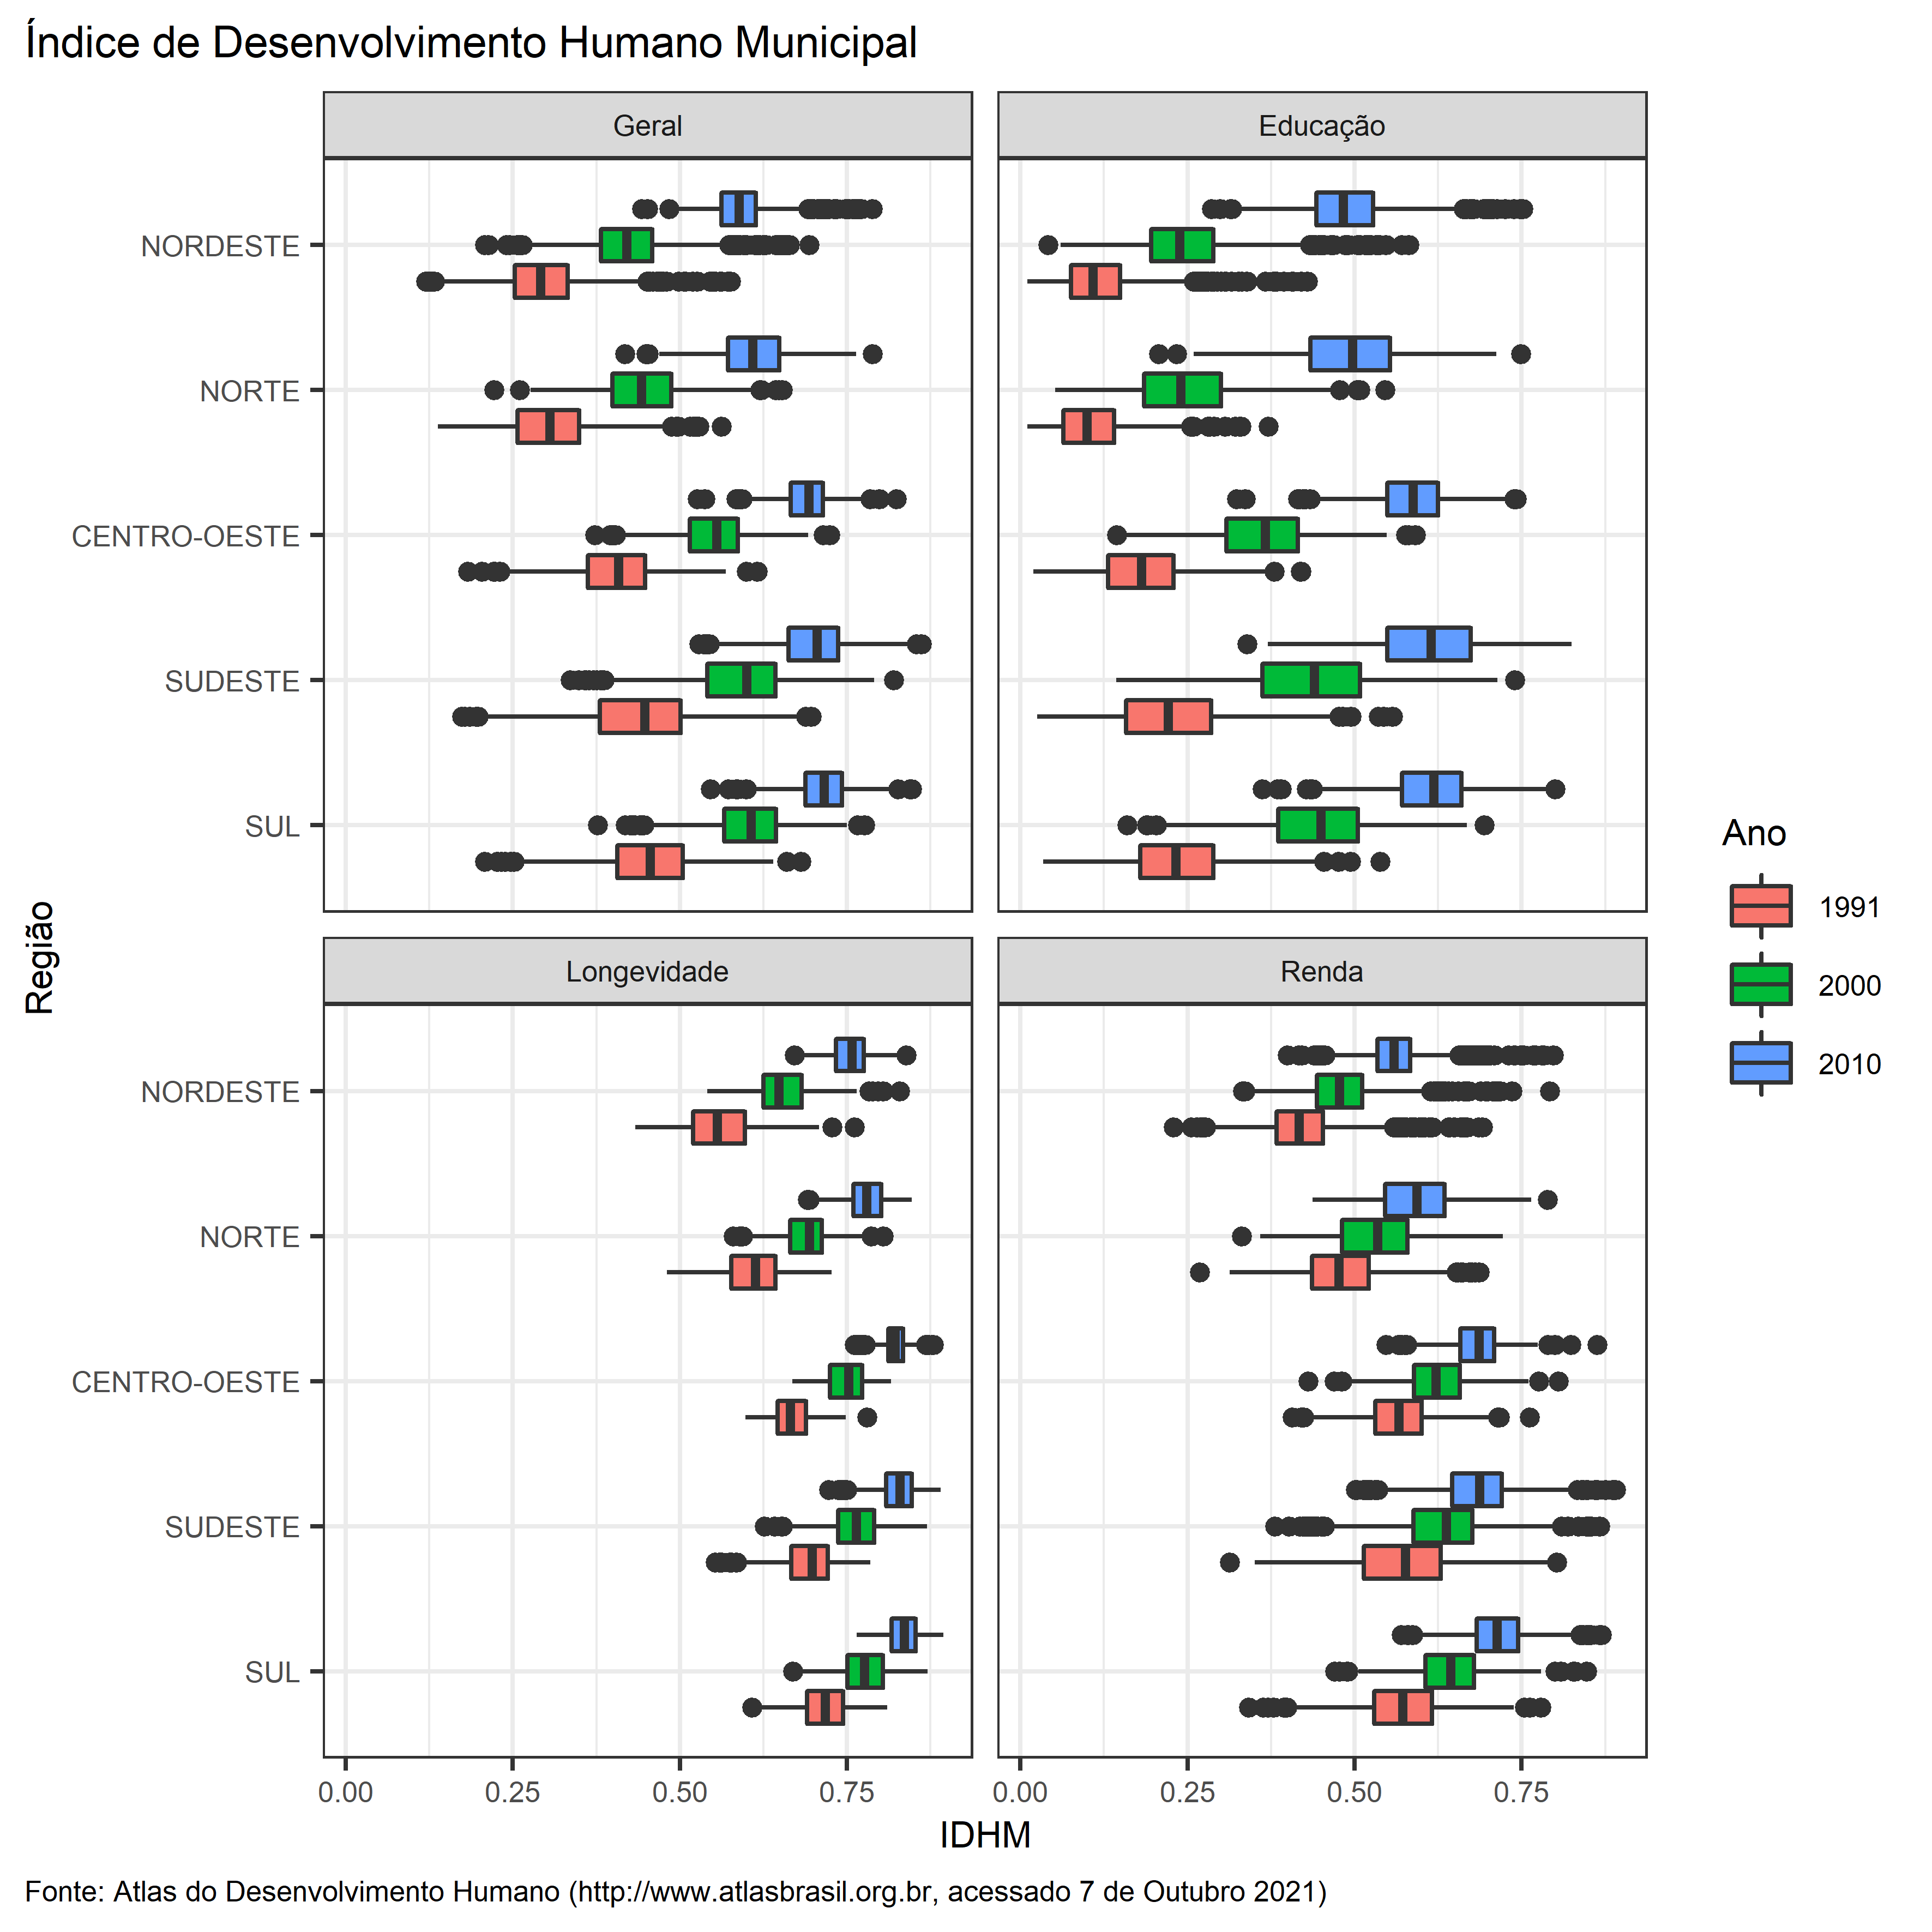 Índice de Desenvolvimento Humano Municipal
Geral
Educação
NORDESTE
NORTE
CENTRO-OESTE
SUDESTE
SUL
Longevidade
Renda
NORDESTE
NORTE
CENTRO-OESTE
SUDESTE
SUL
0.00 0.25 0.50 0.75
0.00 0.25 0.50 0.75
IDHM
Região
Ano
1991
2000
2010
Fonte: Atlas do Desenvolvimento Humano (http://www.atlasbrasil.org.br, acessado 7 de Outubro 2021)